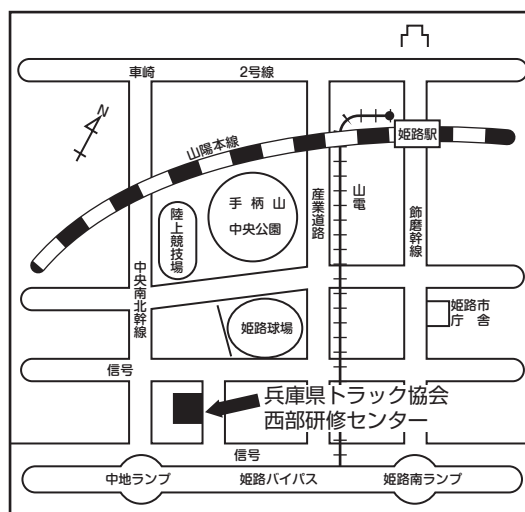 車崎
2号線
N
山陽本線
姫路駅
手柄山
中央公園
陸上競技場
産業道路
山電
飾磨幹線
中央南北幹線
姫路球場
姫路市
庁舎
信号
兵庫県トラック協会
西部研修センター
信号
中地ランプ
姫路バイパス
姫路南ランプ